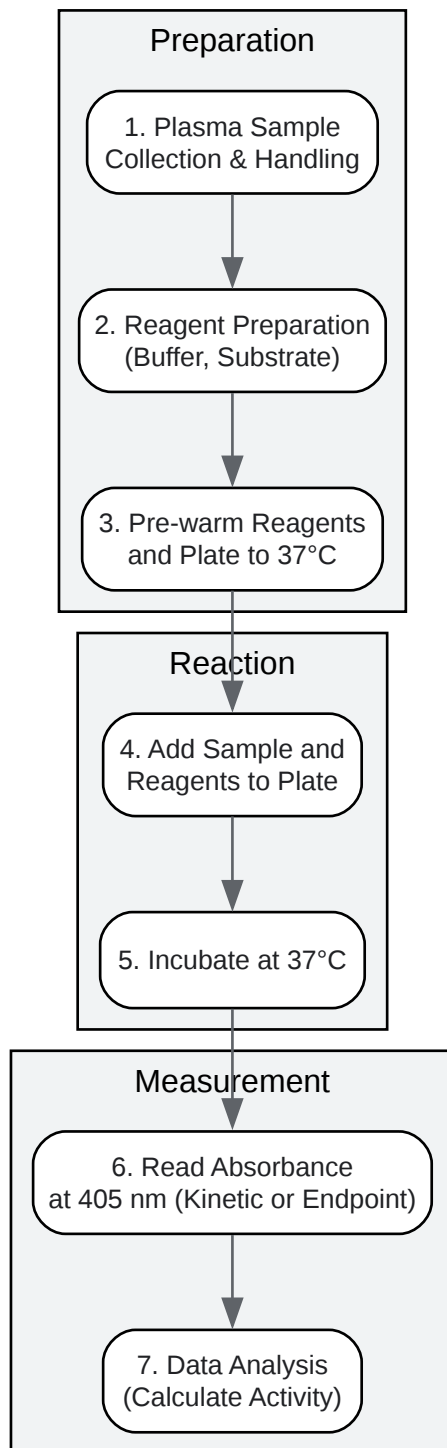 Preparation
1. Plasma Sample
Collection & Handling
2. Reagent Preparation
(Buffer, Substrate)
3. Pre-warm Reagents
and Plate to 37°C
Reaction
4. Add Sample and
Reagents to Plate
5. Incubate at 37°C
Measurement
6. Read Absorbance
at 405 nm (Kinetic or Endpoint)
7. Data Analysis
(Calculate Activity)